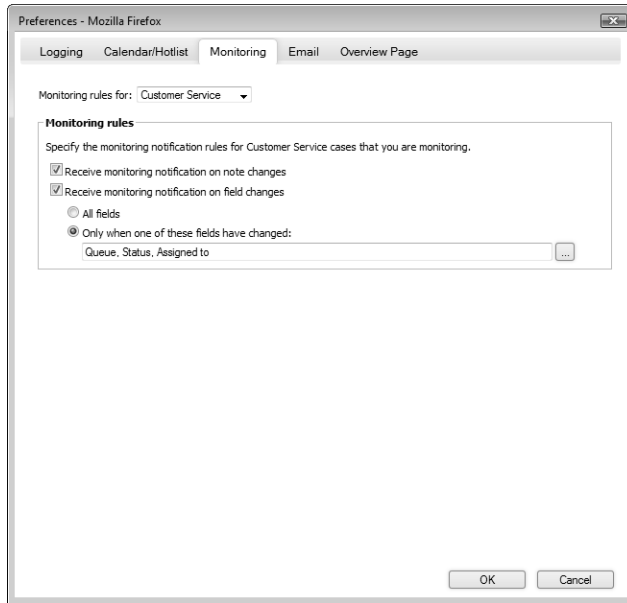 Preferences - Mozilla Firefox
Logging Calendar/Hotlist Monitoring Email Overview Page
Monitoring rules for: Customer Service
Monitoring rules
Specify the monitoring notification rules for Customer Service cases that you are monitoring.
Receive monitoring notification on note changes
Receive monitoring notification on field changes
All fields
Only when one of these fields have changed:
Queue, Status, Assigned to ...
OK Cancel